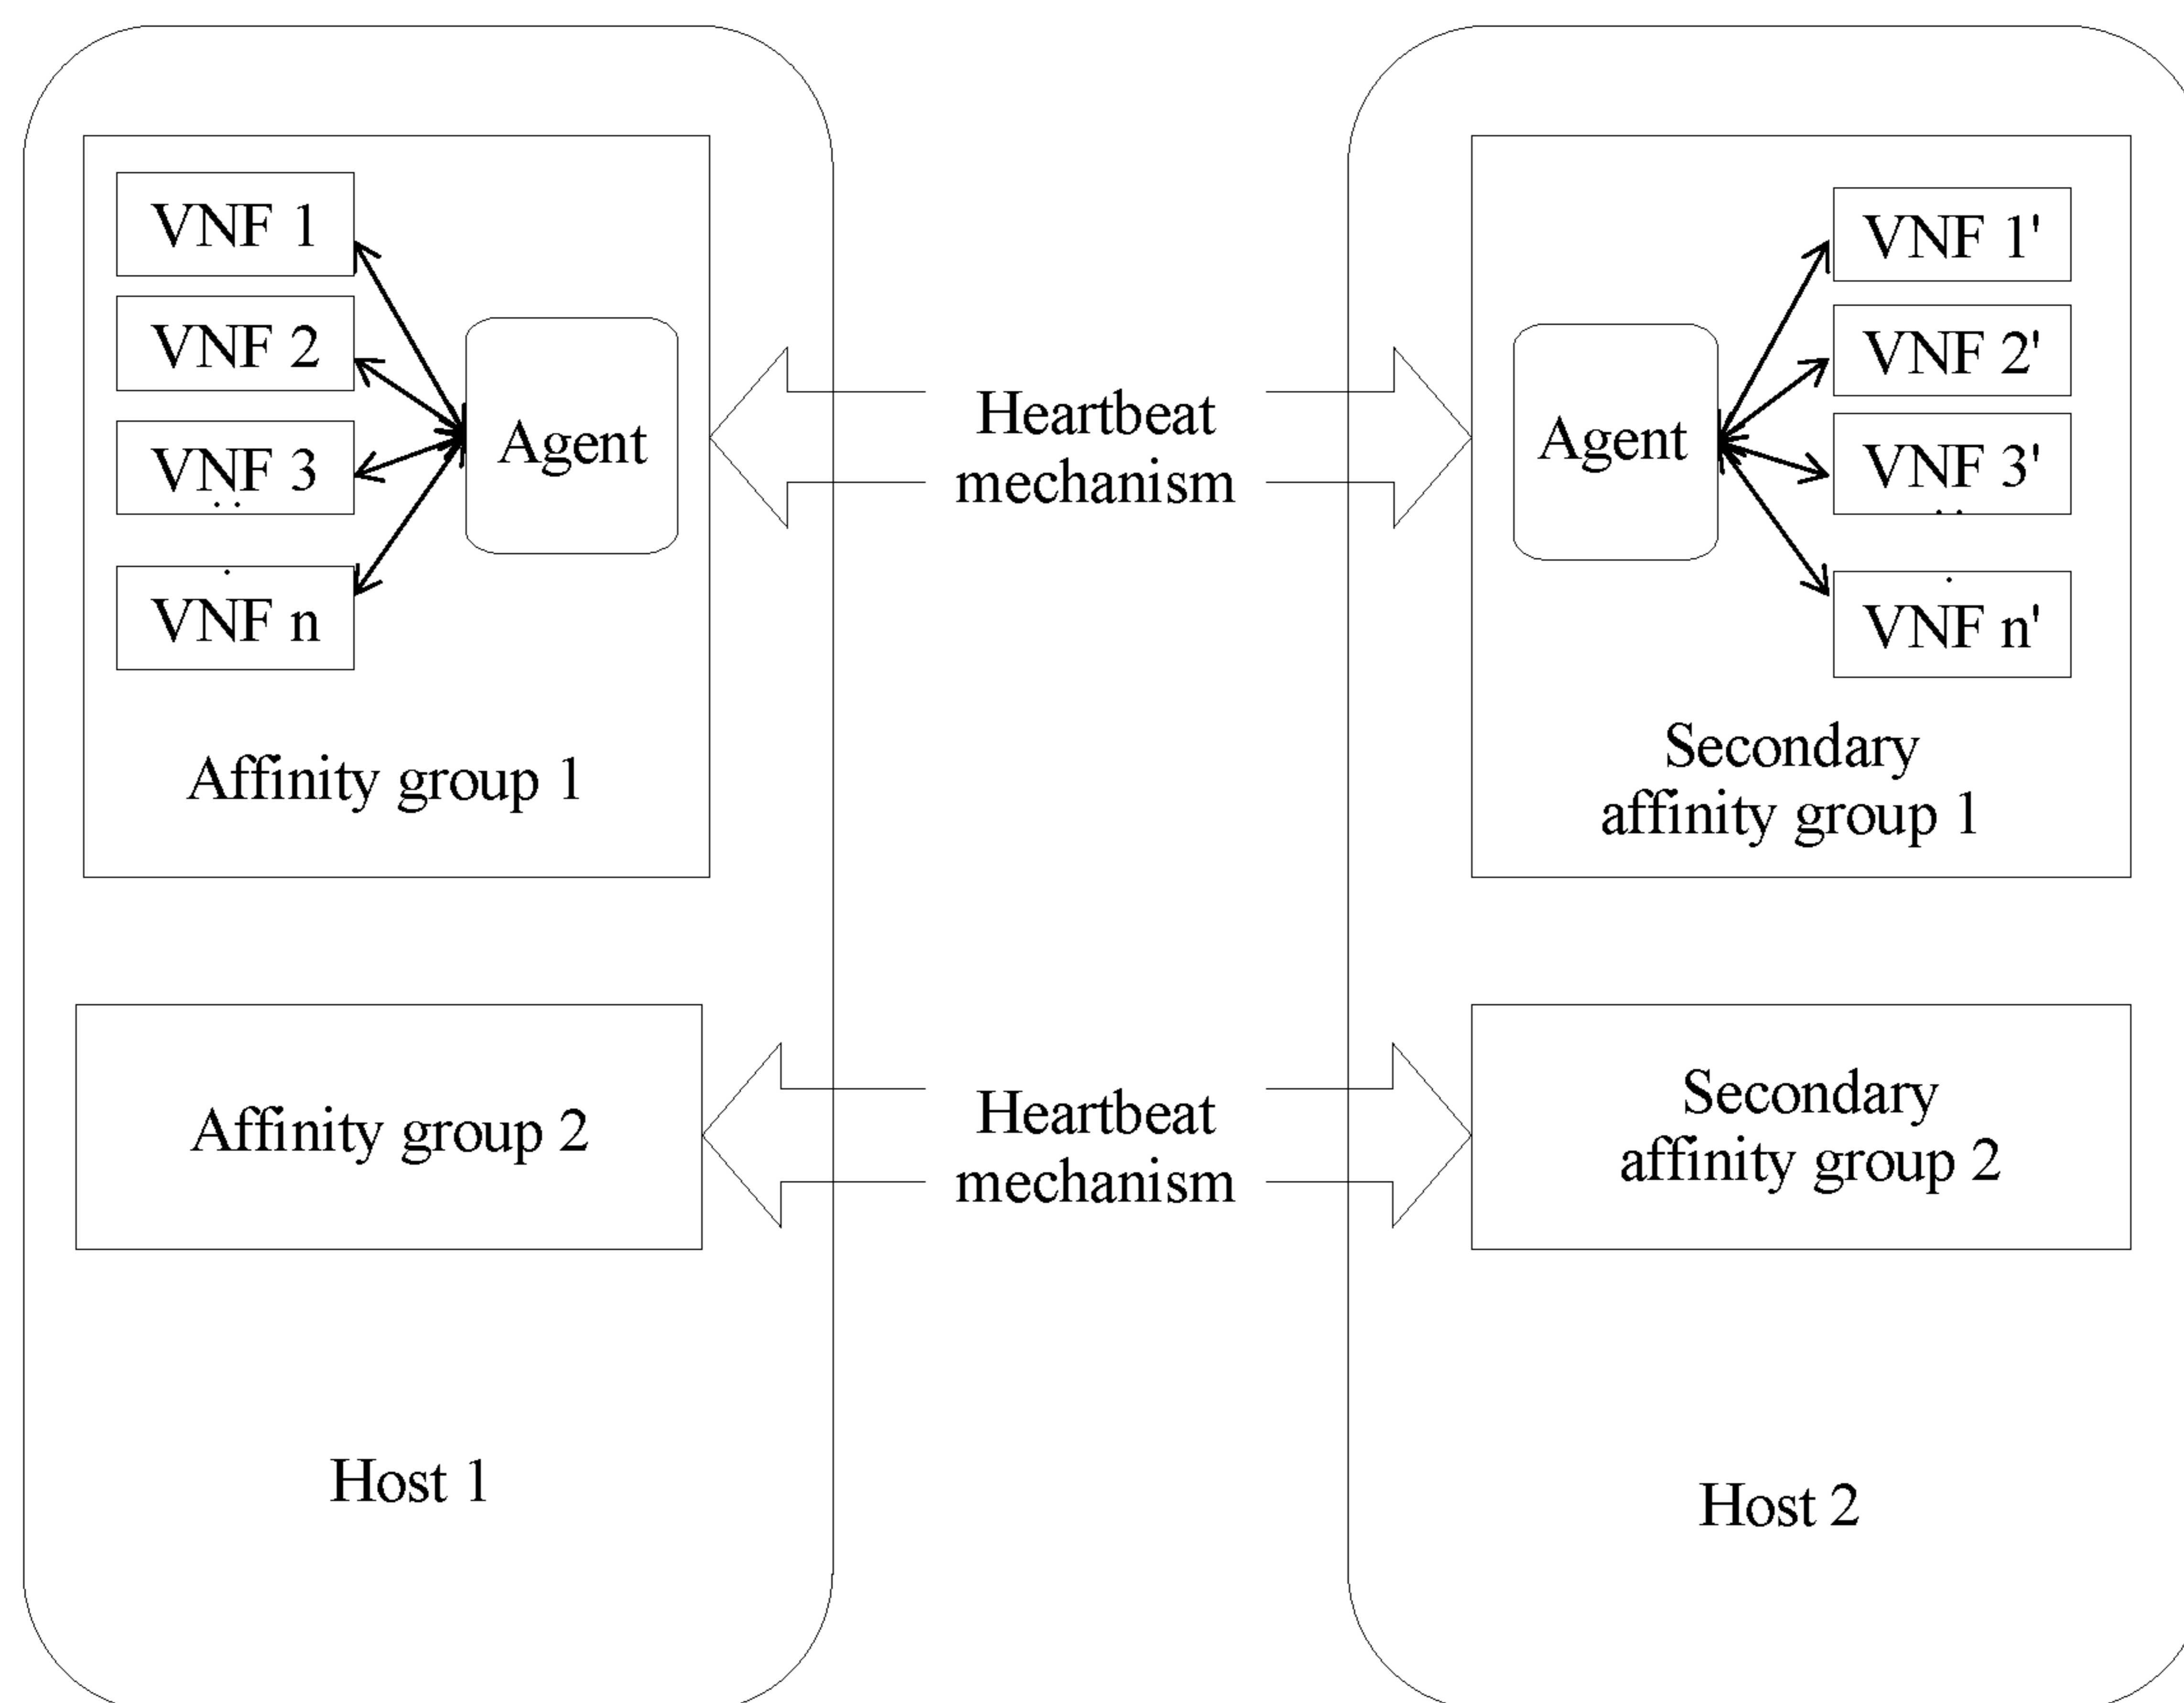 VNF 1
VNF 2
VNF 3
VNF n
Agent
Affinity group 1
Heartbeat
mechanism
Agent
VNF 1'
VNF 2'
VNF 3'
VNF n'
Secondary
affinity group 1
Affinity group 2
Heartbeat
mechanism
Secondary
affinity group 2
Host 1
Host 2